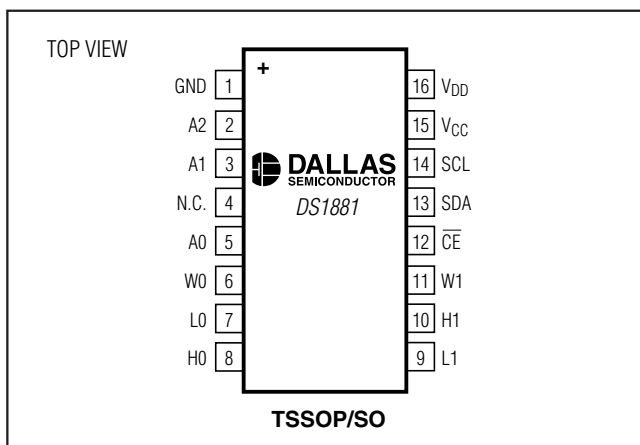 TOP VIEW
+
GND 1
A2 2
A1 3
N.C. 4
A0 5
W0 6
L0 7
H0 8
DALLAS
SEMICONDUCTOR
DS1881
16 VDD
15 VCC
14 SCL
13 SDA
12 C̅E̅
11 W1
10 H1
9 L1
TSSOP/SO